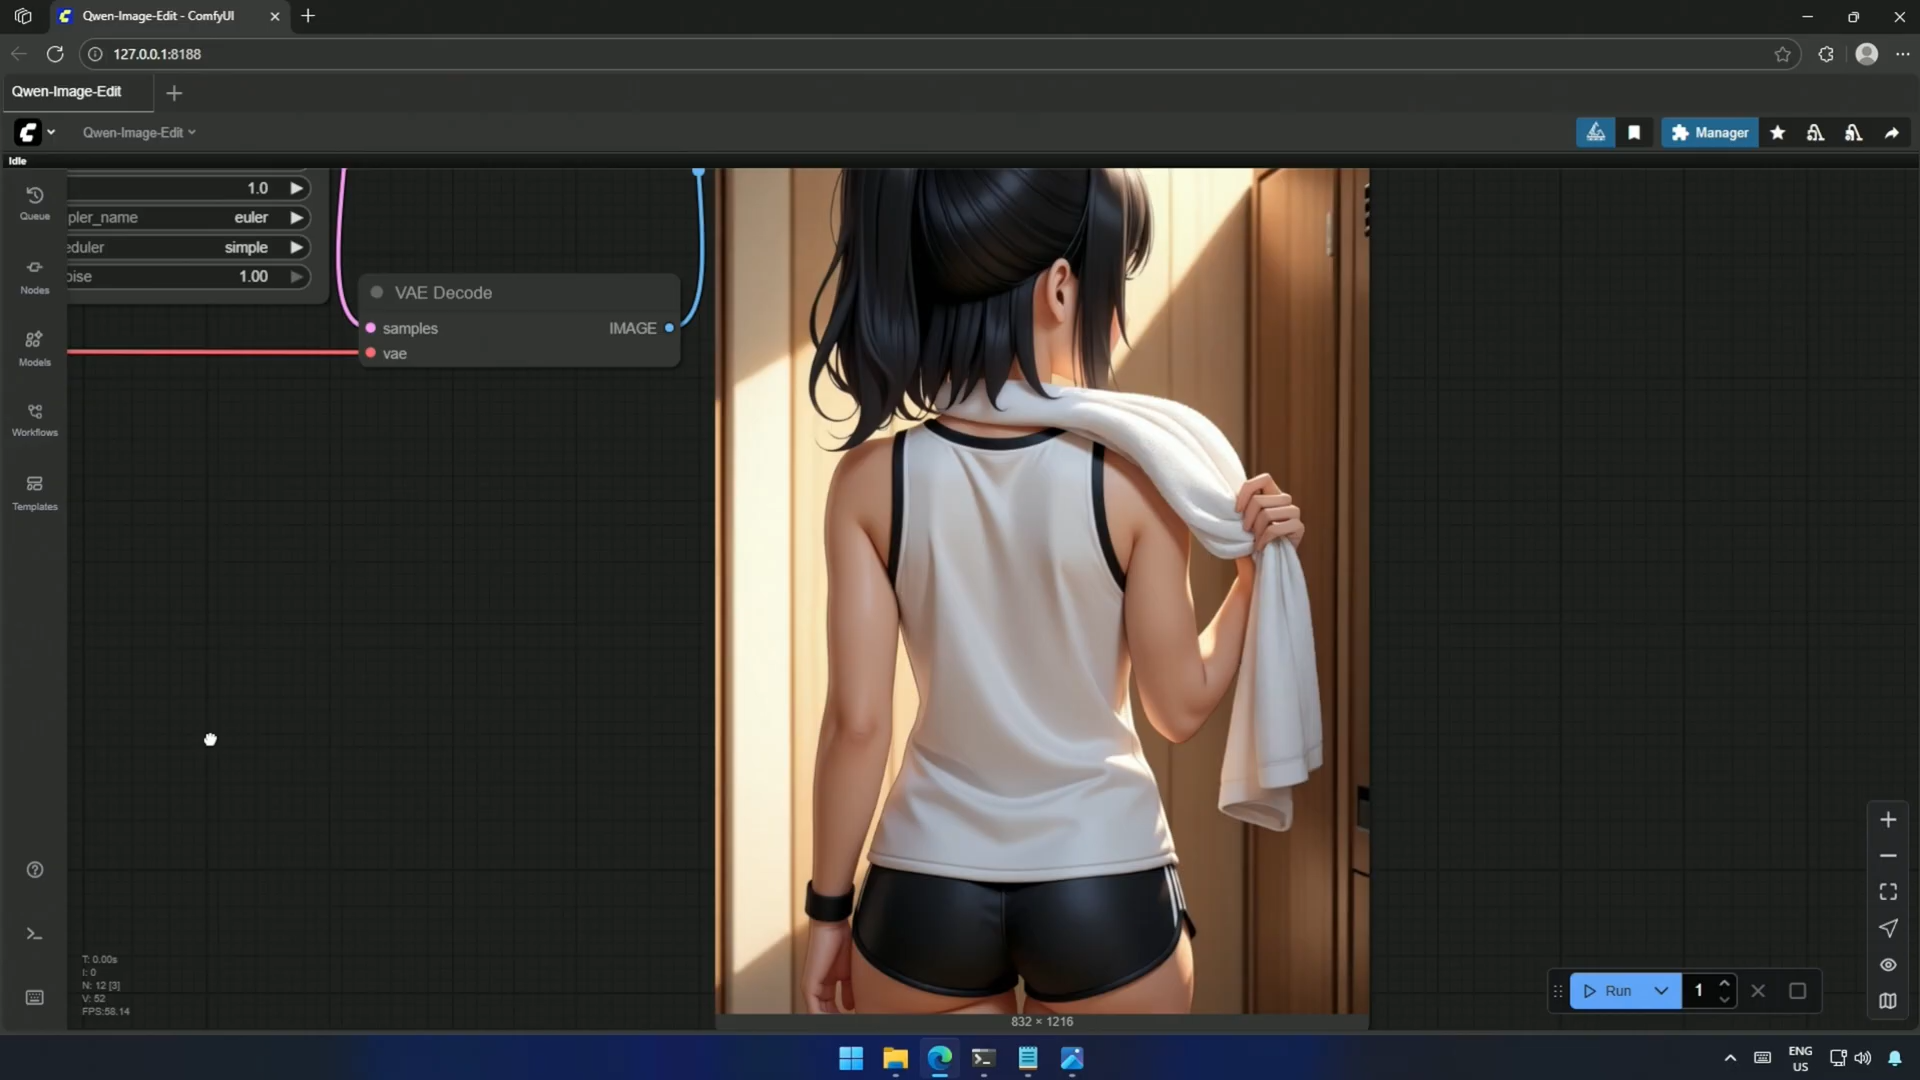 Qwen-Image-Edit - ComfyUI
127.0.0.1:8188
Qwen-Image-Edit
Qwen-Image-Edit
Manager
Idle
Queue
Nodes
Models
Workflows
Templates
1.0
pler_name euler
eduler simple
oise 1.00
VAE Decode
samples IMAGE
vae
T: 0.00s
I: 0
N: 12 [3]
V: 52
FPS:58.14
832 × 1216
Run 1
ENG
US